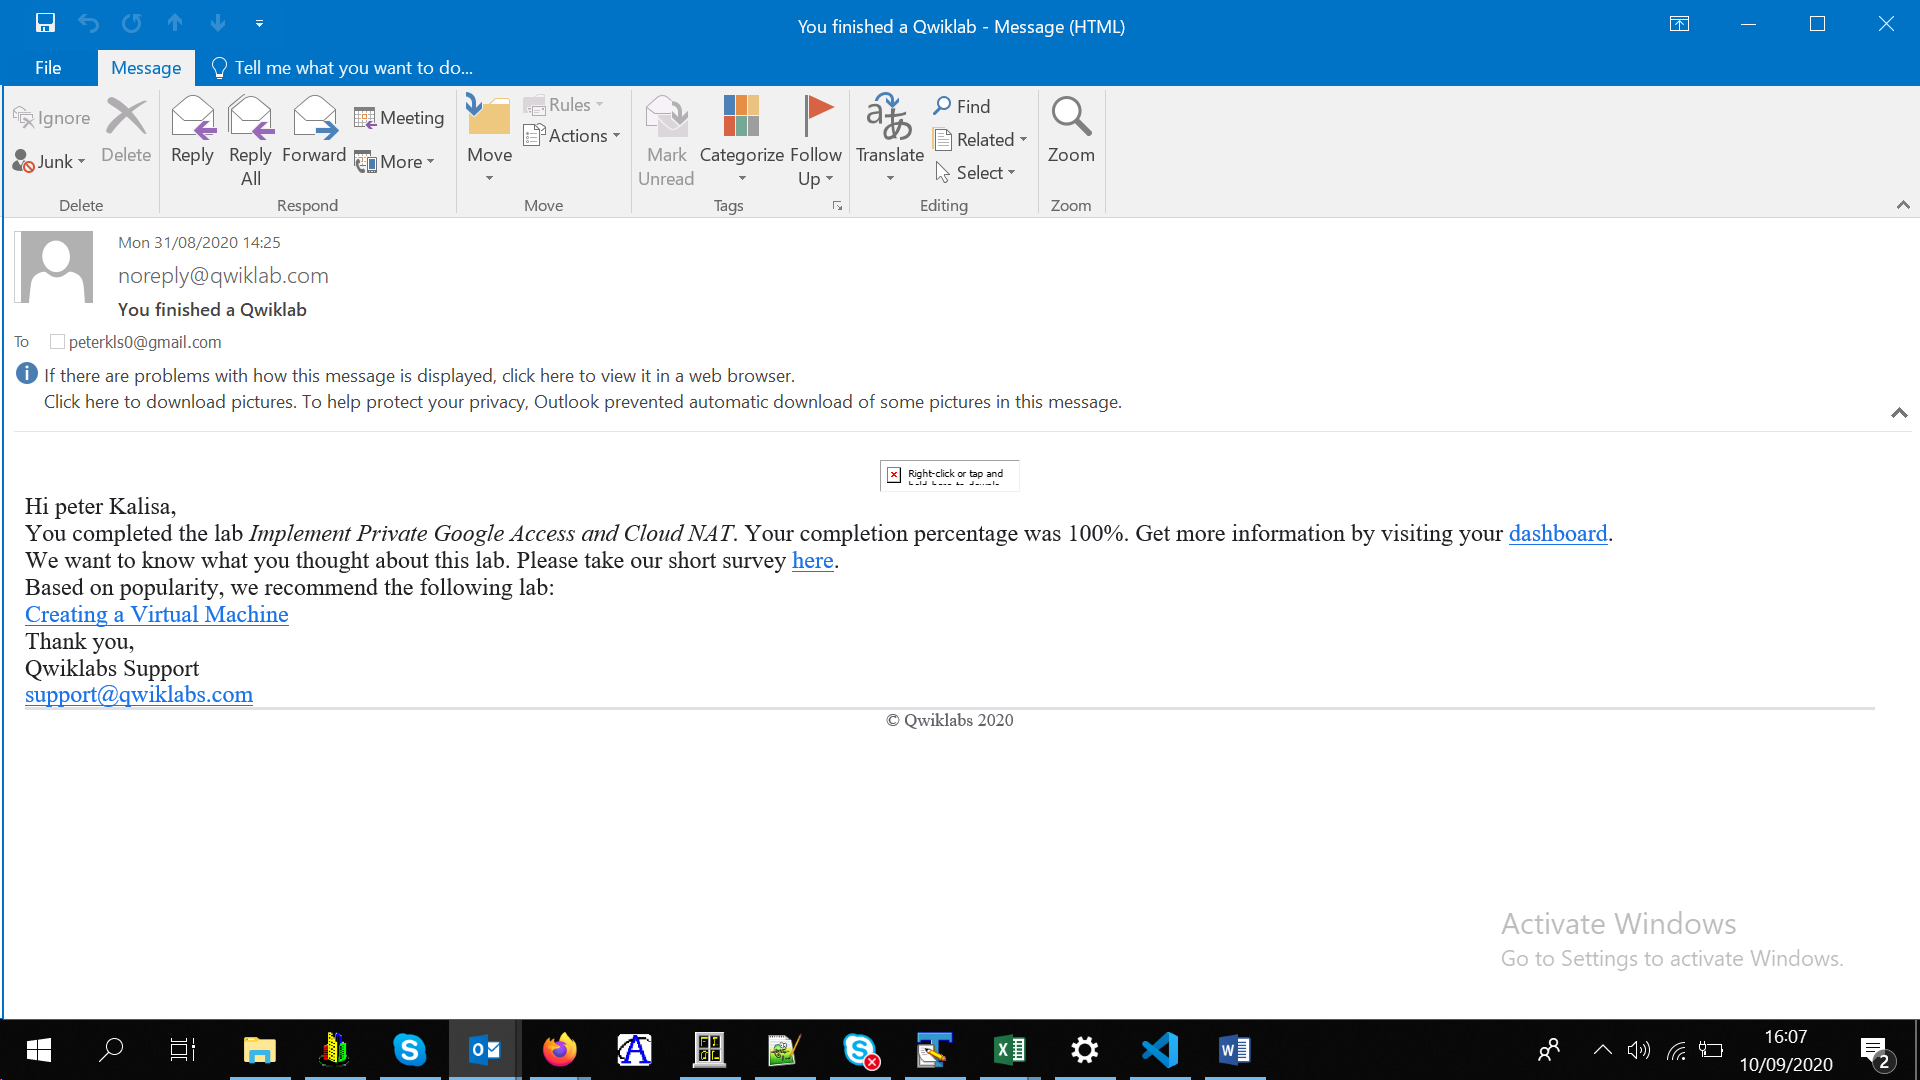 You finished a Qwiklab - Message (HTML)
File Message Tell me what you want to do...
Ignore
Junk
Delete
Reply
Reply All
Forward
Meeting
More
Move
Rules
Actions
Mark Unread
Categorize
Follow Up
Translate
Find
Related
Select
Zoom
Delete Respond Move Tags Editing Zoom
Mon 31/08/2020 14:25
noreply@qwiklab.com
You finished a Qwiklab
To peterkls0@gmail.com
If there are problems with how this message is displayed, click here to view it in a web browser.
Click here to download pictures. To help protect your privacy, Outlook prevented automatic download of some pictures in this message.
Right-click or tap and
Hi peter Kalisa,
You completed the lab Implement Private Google Access and Cloud NAT. Your completion percentage was 100%. Get more information by visiting your dashboard.
We want to know what you thought about this lab. Please take our short survey here.
Based on popularity, we recommend the following lab:
Creating a Virtual Machine
Thank you,
Qwiklabs Support
support@qwiklabs.com
© Qwiklabs 2020
Activate Windows
Go to Settings to activate Windows.
16:07
10/09/2020
2